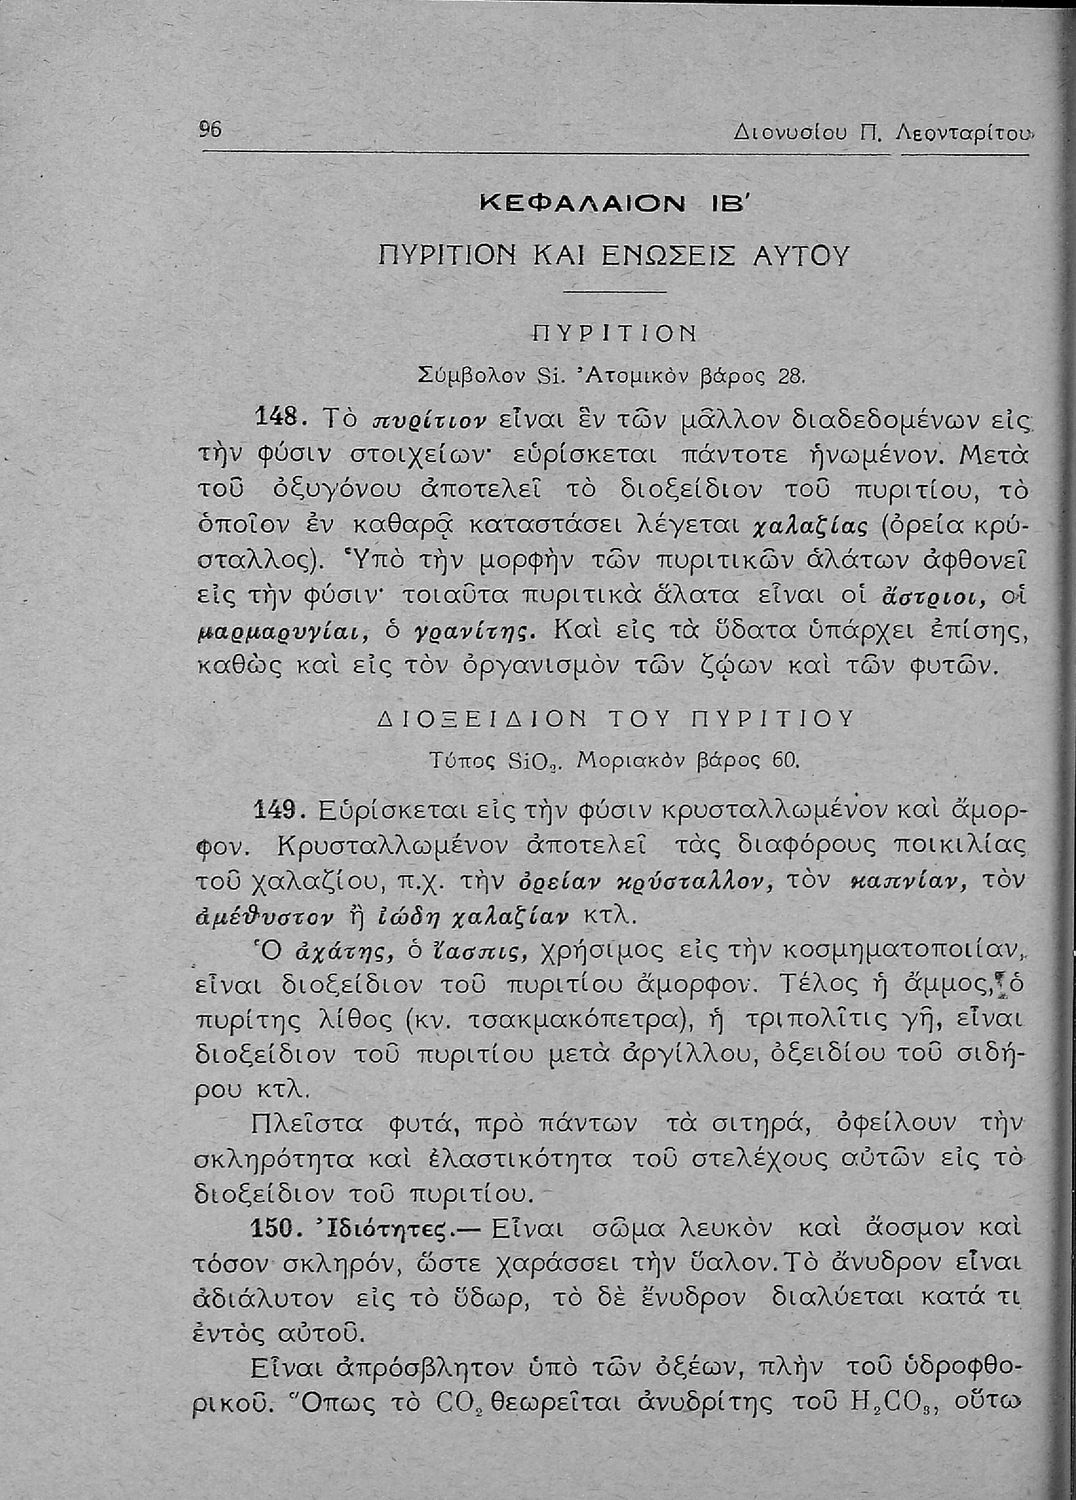 96
Διονυσίου Π. Λεονταρίτου
ΚΕΦΑΛΑΙΟΝ ΙΒ′
ΠΥΡΙΤΙΟΝ ΚΑΙ ΕΝΩΣΕΙΣ ΑΥΤΟΥ
ΠΥΡΙΤΙΟΝ
Σύμβολον Si. Ἀτομικὸν βάρος 28.
148. Τὸ πυρίτιον εἶναι ἓν τῶν μᾶλλον διαδεδομένων εἰς
τὴν φύσιν στοιχείων· εὑρίσκεται πάντοτε ἡνωμένον. Μετὰ
τοῦ ὀξυγόνου ἀποτελεῖ τὸ διοξείδιον τοῦ πυριτίου, τὸ
ὁποῖον ἐν καθαρᾷ καταστάσει λέγεται χαλαζίας (ὀρεία κρύ-
σταλλος). Ὑπὸ τὴν μορφὴν τῶν πυριτικῶν ἁλάτων ἀφθονεῖ
εἰς τὴν φύσιν· τοιαῦτα πυριτικὰ ἅλατα εἶναι οἱ ἄστριοι, οἱ
μαρμαρυγίαι, ὁ γρανίτης. Καὶ εἰς τὰ ὕδατα ὑπάρχει ἐπίσης,
καθὼς καὶ εἰς τὸν ὀργανισμὸν τῶν ζῴων καὶ τῶν φυτῶν.
ΔΙΟΞΕΙΔΙΟΝ ΤΟΥ ΠΥΡΙΤΙΟΥ
Τύπος SiO₂. Μοριακὸν βάρος 60.
149. Εὑρίσκεται εἰς τὴν φύσιν κρυσταλλωμένον καὶ ἄμορ-
φον. Κρυσταλλωμένον ἀποτελεῖ τὰς διαφόρους ποικιλίας
τοῦ χαλαζίου, π.χ. τὴν ὀρείαν κρύσταλλον, τὸν καπνίαν, τὸν
ἀμέθυστον ἢ ἰώδη χαλαζίαν κτλ.
Ὁ ἀχάτης, ὁ ἴασπις, χρήσιμος εἰς τὴν κοσμηματοποιίαν,
εἶναι διοξείδιον τοῦ πυριτίου ἄμορφον. Τέλος ἡ ἄμμος, ὁ
πυρίτης λίθος (κν. τσακμακόπετρα), ἡ τριπολῖτις γῆ, εἶναι
διοξείδιον τοῦ πυριτίου μετὰ ἀργίλλου, ὀξειδίου τοῦ σιδή-
ρου κτλ.
Πλεῖστα φυτά, πρὸ πάντων τὰ σιτηρά, ὀφείλουν τὴν
σκληρότητα καὶ ἐλαστικότητα τοῦ στελέχους αὐτῶν εἰς τὸ
διοξείδιον τοῦ πυριτίου.
150. Ἰδιότητες.— Εἶναι σῶμα λευκὸν καὶ ἄοσμον καὶ
τόσον σκληρόν, ὥστε χαράσσει τὴν ὕαλον. Τὸ ἄνυδρον εἶναι
ἀδιάλυτον εἰς τὸ ὕδωρ, τὸ δὲ ἔνυδρον διαλύεται κατά τι
ἐντὸς αὐτοῦ.
Εἶναι ἀπρόσβλητον ὑπὸ τῶν ὀξέων, πλὴν τοῦ ὑδροφθο-
ρικοῦ. Ὅπως τὸ CO₂ θεωρεῖται ἀνυδρίτης τοῦ H₂CO₃, οὕτω